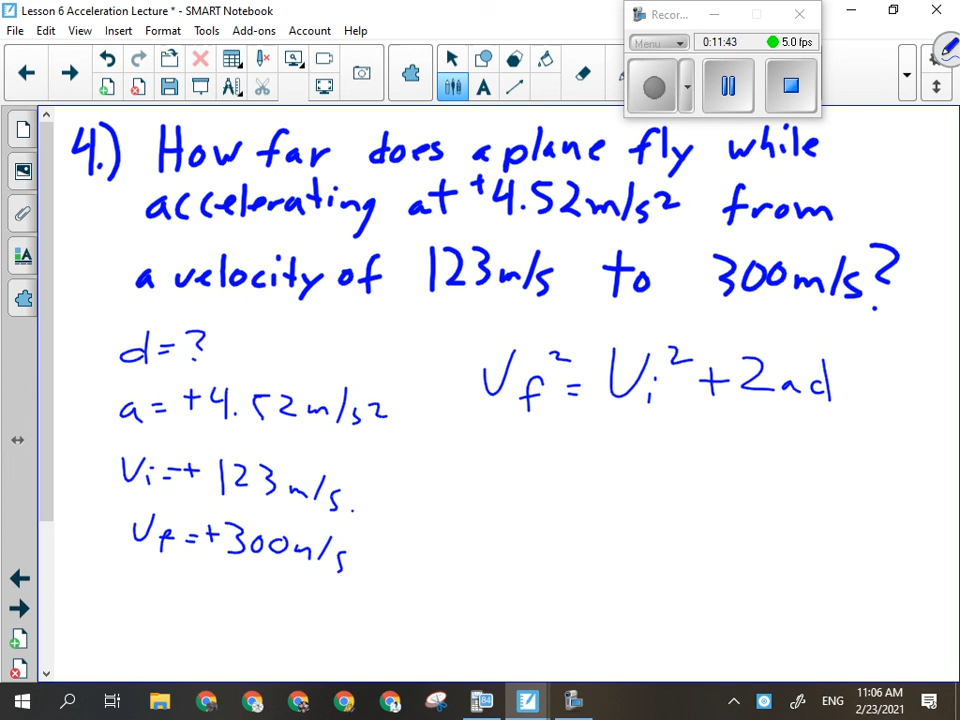 Lesson 6 Acceleration Lecture * - SMART Notebook
Recor...
File Edit View Insert Format Tools Add-ons Account Help
Menu
0:11:43
5.0 fps
4.) How far does a plane fly while
accelerating at +4.52m/s2 from
a velocity of 123m/s to 300m/s?
d=?
a=+4.52m/s2
Vi=+123m/s.
Vf=+300m/s
Vf²=Vi²+2ad
ENG
11:06 AM
2/23/2021